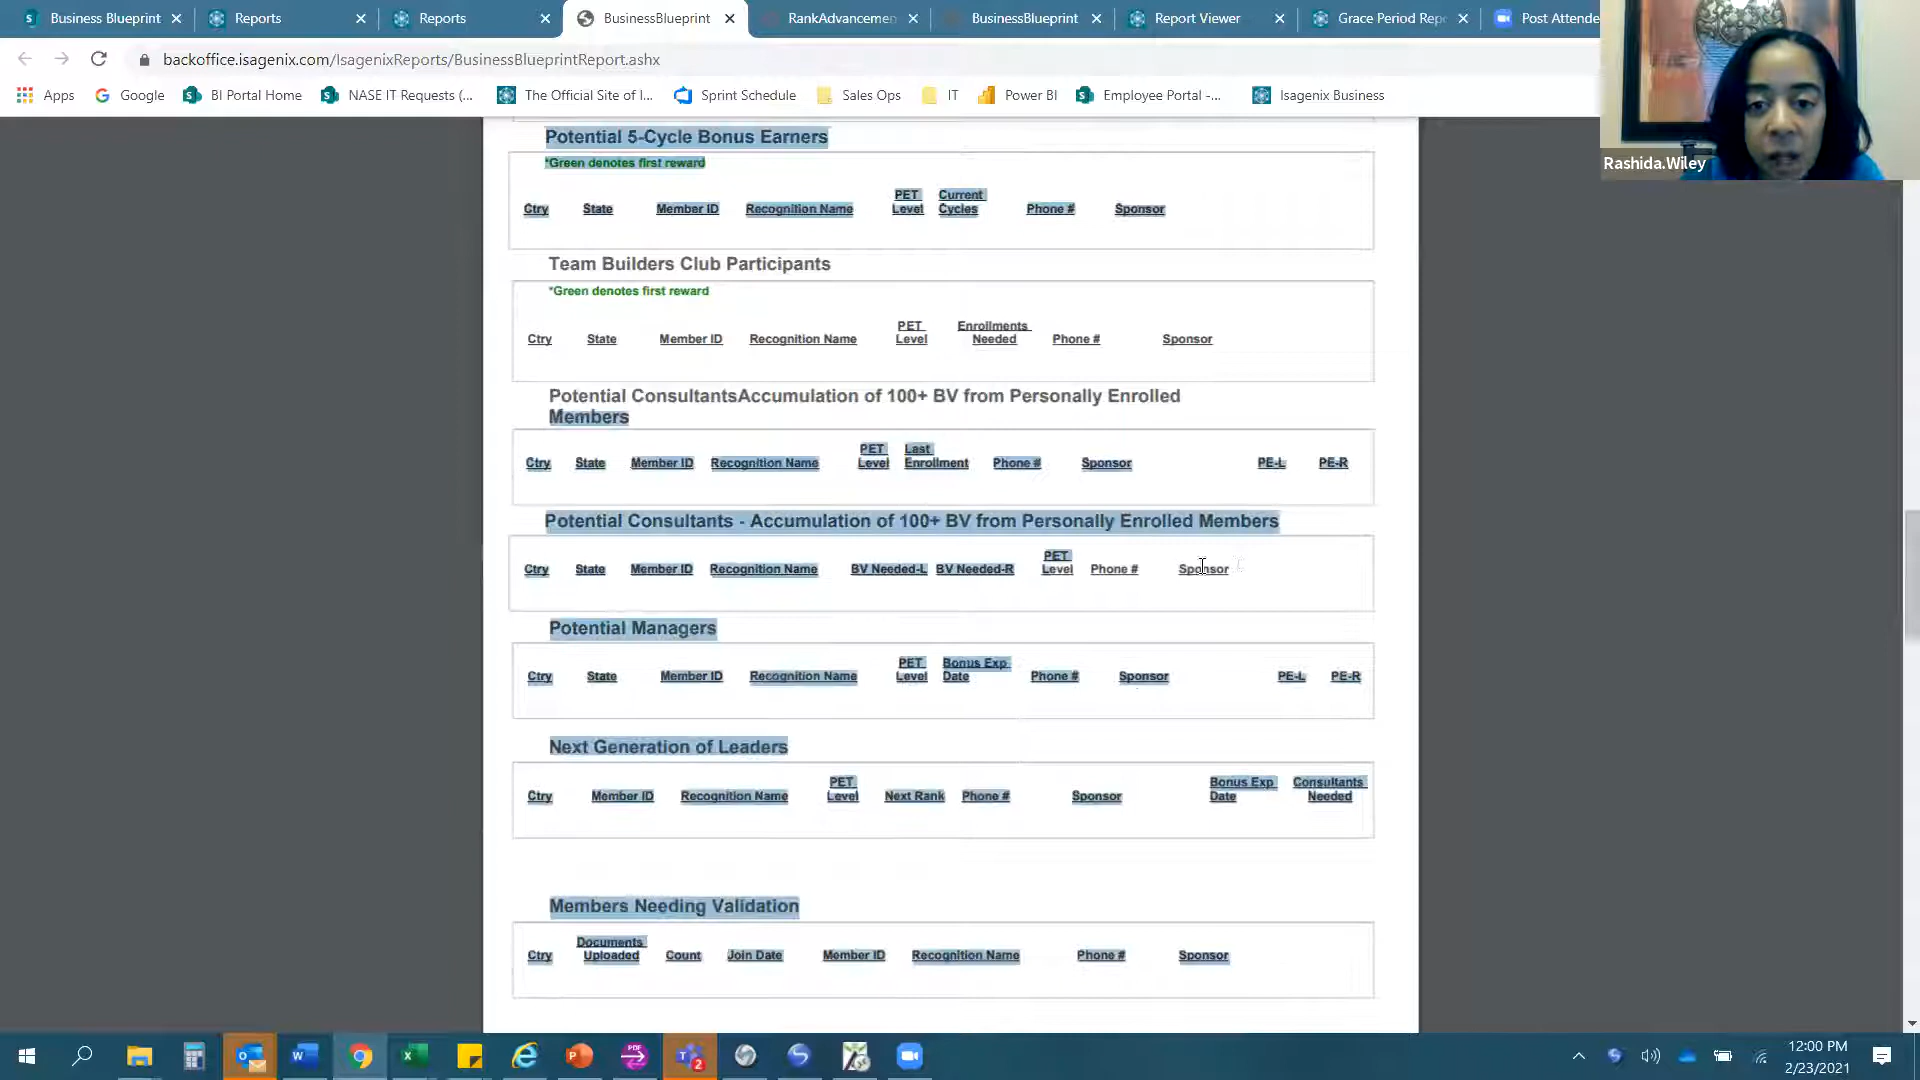 Business Blueprint
Reports
Reports
BusinessBlueprint
RankAdvancemen
BusinessBlueprint
Report Viewer
Grace Period Rep
Post Attende
backoffice.isagenix.com/IsagenixReports/BusinessBlueprintReport.ashx
Apps
Google
BI Portal Home
NASE IT Requests (...
The Official Site of I...
Sprint Schedule
Sales Ops
IT
Power BI
Employee Portal -...
Isagenix Business
Rashida.Wiley
Potential 5-Cycle Bonus Earners
*Green denotes first reward
Ctry State Member ID Recognition Name PET Level Current Cycles Phone # Sponsor
Team Builders Club Participants
*Green denotes first reward
Ctry State Member ID Recognition Name PET Level Enrollments Needed Phone # Sponsor
Potential ConsultantsAccumulation of 100+ BV from Personally Enrolled
Members
Ctry State Member ID Recognition Name PET Level Last Enrollment Phone # Sponsor PE-L PE-R
Potential Consultants - Accumulation of 100+ BV from Personally Enrolled Members
Ctry State Member ID Recognition Name BV Needed-L BV Needed-R PET Level Phone # Sponsor
Potential Managers
Ctry State Member ID Recognition Name PET Level Bonus Exp Date Phone # Sponsor PE-L PE-R
Next Generation of Leaders
Ctry Member ID Recognition Name PET Level Next Rank Phone # Sponsor Bonus Exp Date Consultants Needed
Members Needing Validation
Ctry Documents Uploaded Count Join Date Member ID Recognition Name Phone # Sponsor
2
12:00 PM
2/23/2021